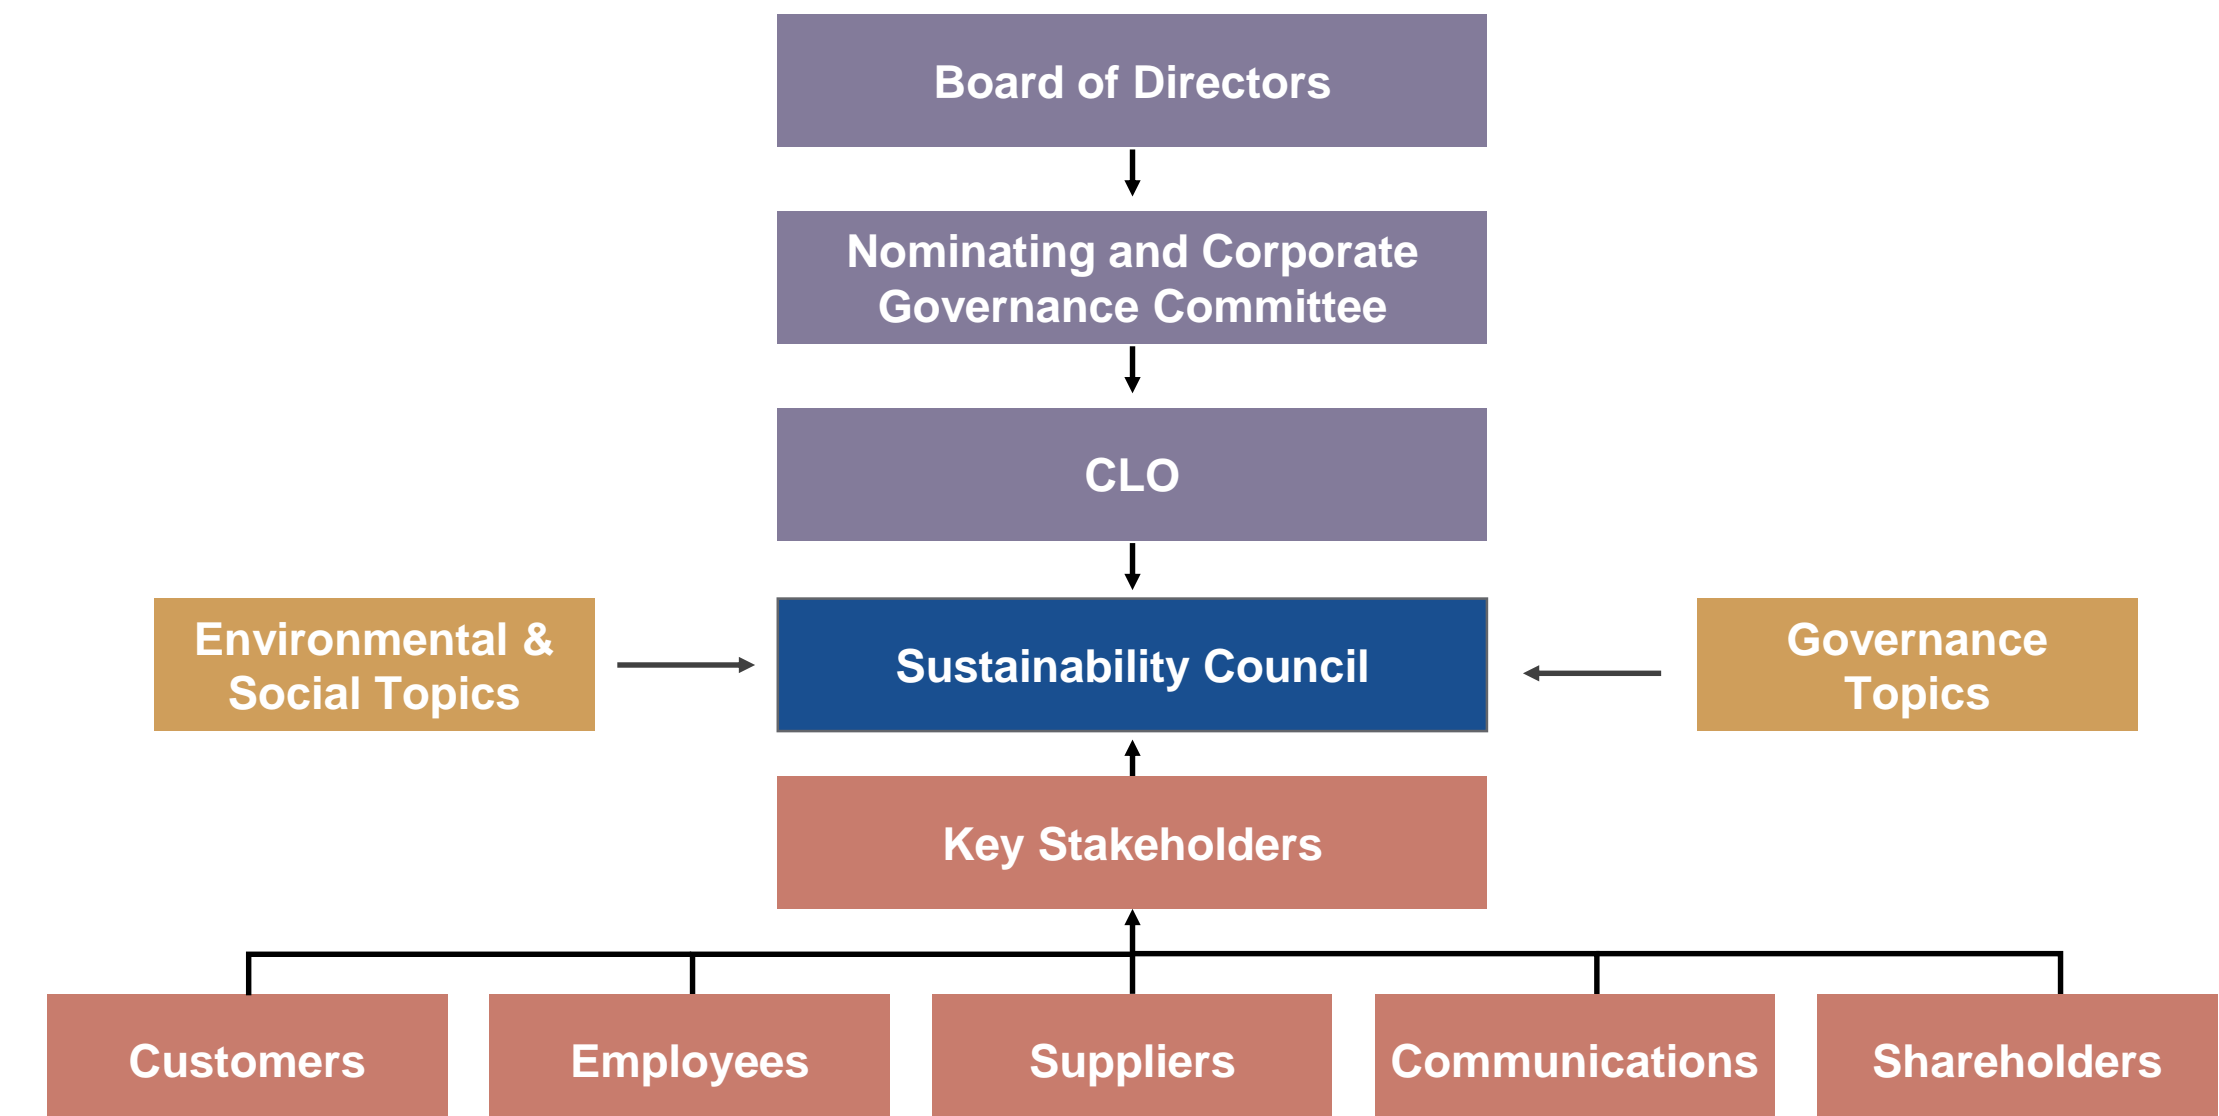 Board of Directors
Nominating and Corporate
Governance Committee
CLO
Environmental &
Social Topics
Sustainability Council
Governance
Topics
Key Stakeholders
Customers
Employees
Suppliers
Communications
Shareholders